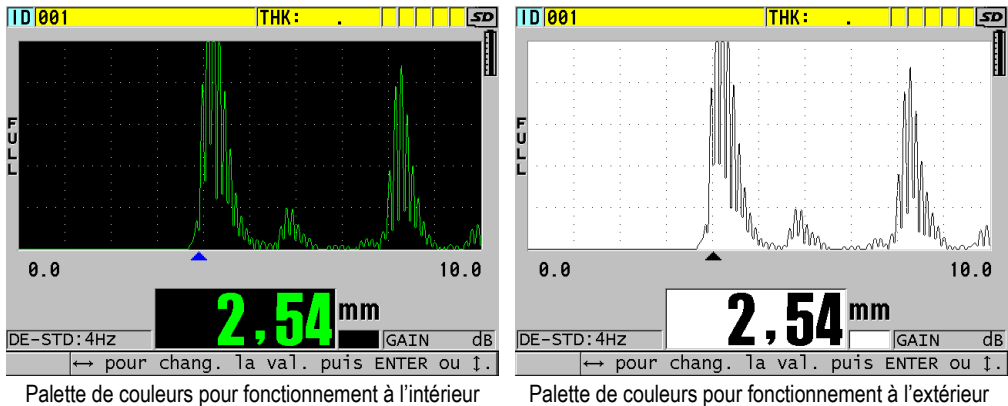 ID 001 THK: . SD
FULL
0.0 10.0
2,54 mm
DE-STD:4Hz GAIN dB
↔ pour chang. la val. puis ENTER ou ↕.
Palette de couleurs pour fonctionnement à l'intérieur
ID 001 THK: . SD
FULL
0.0 10.0
2,54 mm
DE-STD:4Hz GAIN dB
↔ pour chang. la val. puis ENTER ou ↕.
Palette de couleurs pour fonctionnement à l'extérieur